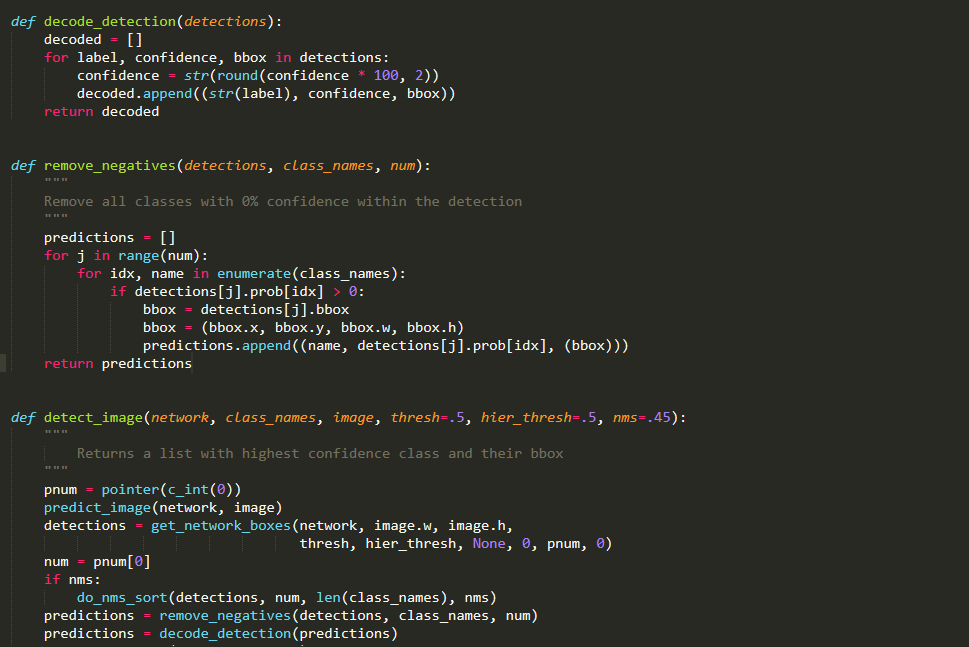 def decode_detection(detections):
    decoded = []
    for label, confidence, bbox in detections:
        confidence = str(round(confidence * 100, 2))
        decoded.append((str(label), confidence, bbox))
    return decoded
def remove_negatives(detections, class_names, num):
    """
    Remove all classes with 0% confidence within the detection
    """
    predictions = []
    for j in range(num):
        for idx, name in enumerate(class_names):
            if detections[j].prob[idx] > 0:
                bbox = detections[j].bbox
                bbox = (bbox.x, bbox.y, bbox.w, bbox.h)
                predictions.append((name, detections[j].prob[idx], (bbox)))
    return predictions
def detect_image(network, class_names, image, thresh=.5, hier_thresh=.5, nms=.45):
    """
        Returns a list with highest confidence class and their bbox
    """
    pnum = pointer(c_int(0))
    predict_image(network, image)
    detections = get_network_boxes(network, image.w, image.h,
                                   thresh, hier_thresh, None, 0, pnum, 0)
    num = pnum[0]
    if nms:
        do_nms_sort(detections, num, len(class_names), nms)
    predictions = remove_negatives(detections, class_names, num)
    predictions = decode_detection(predictions)